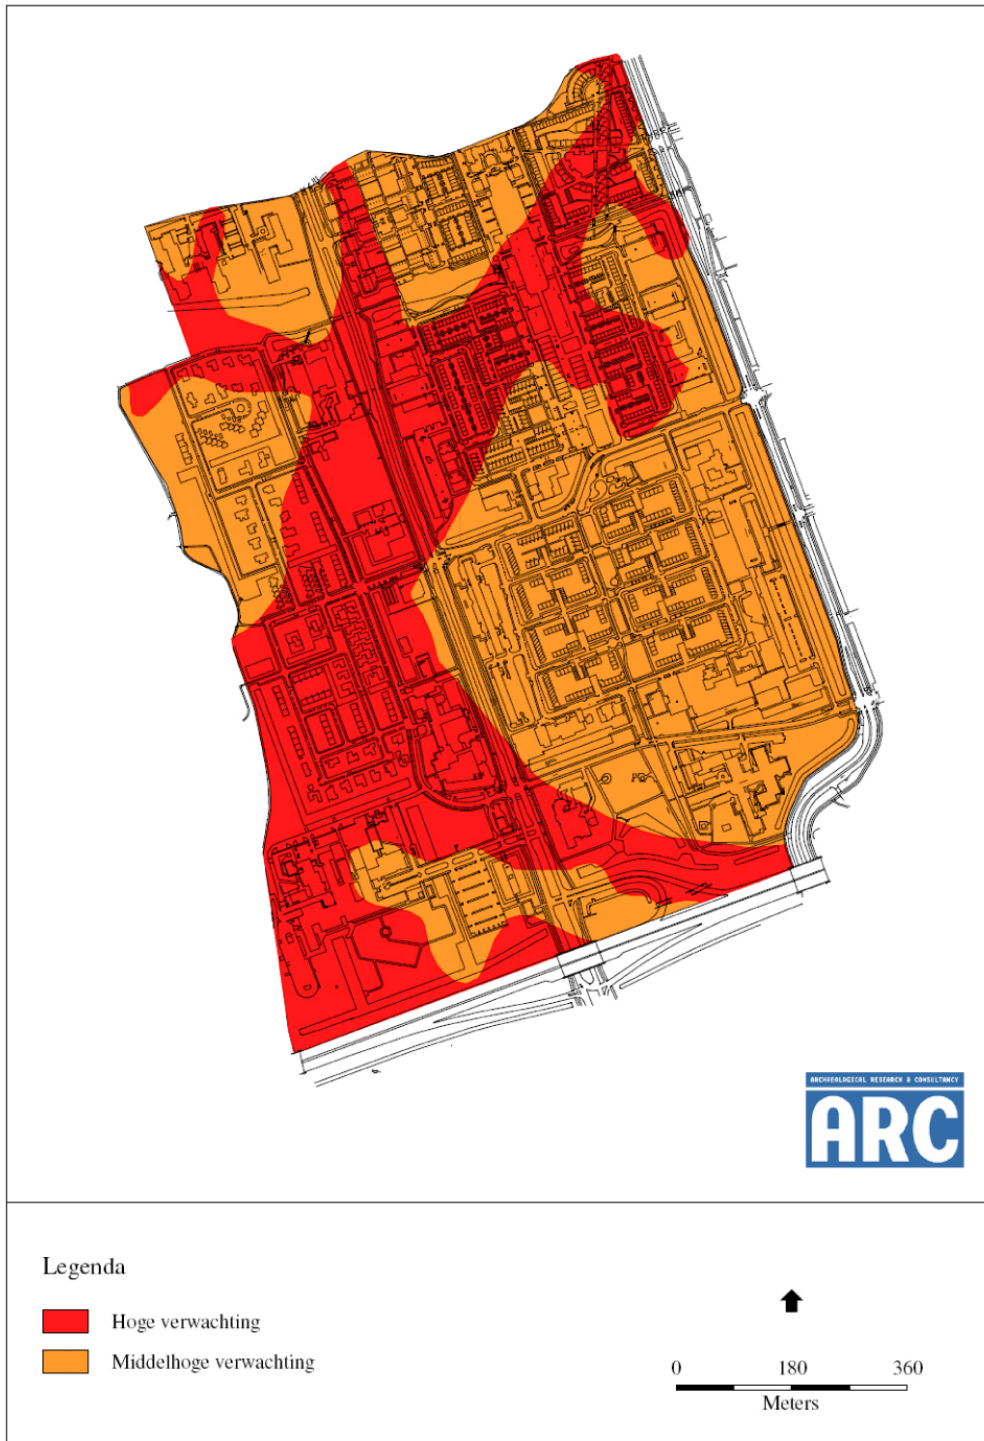 ARCHAEOLOGICAL RESEARCH & CONSULTANCY
ARC
Legenda
Hoge verwachting
Middelhoge verwachting
0 180 360
Meters